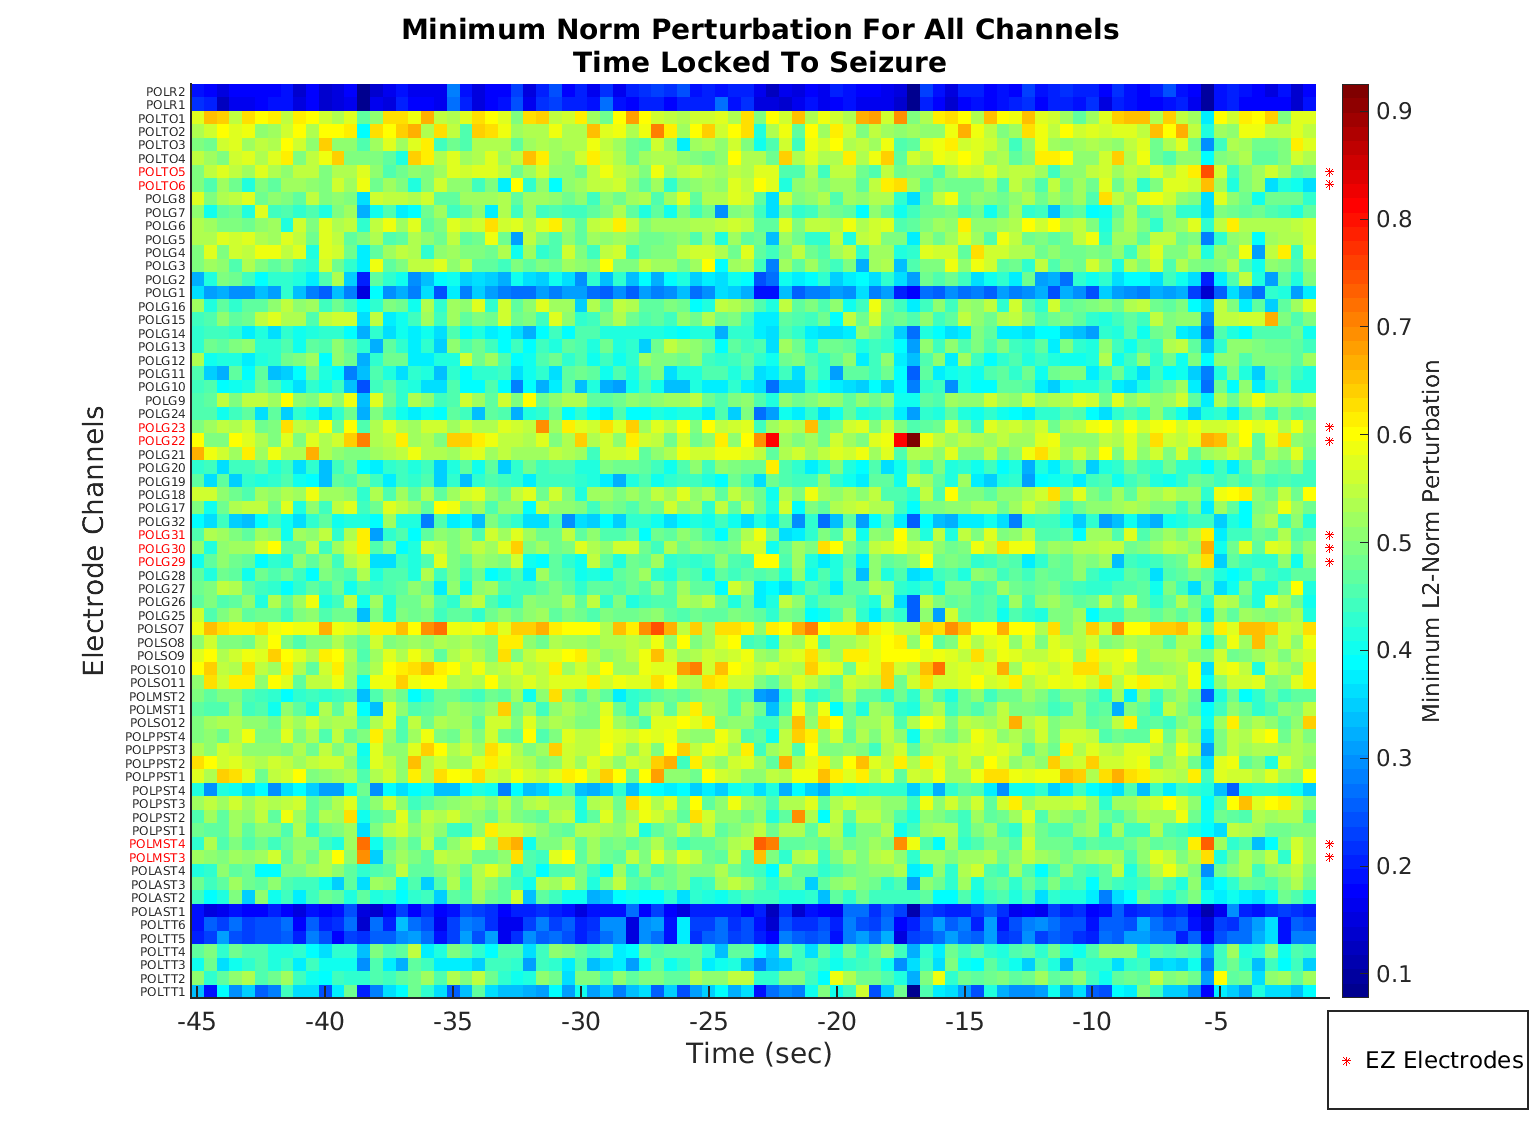 Minimum Norm Perturbation For All Channels
Time Locked To Seizure
Electrode Channels
POLR2
POLR1
POLTO1
POLTO2
POLTO3
POLTO4
POLTO5
POLTO6
POLG8
POLG7
POLG6
POLG5
POLG4
POLG3
POLG2
POLG1
POLG16
POLG15
POLG14
POLG13
POLG12
POLG11
POLG10
POLG9
POLG24
POLG23
POLG22
POLG21
POLG20
POLG19
POLG18
POLG17
POLG32
POLG31
POLG30
POLG29
POLG28
POLG27
POLG26
POLG25
POLSO7
POLSO8
POLSO9
POLSO10
POLSO11
POLMST2
POLMST1
POLSO12
POLPPST4
POLPPST3
POLPPST2
POLPPST1
POLPST4
POLPST3
POLPST2
POLPST1
POLMST4
POLMST3
POLAST4
POLAST3
POLAST2
POLAST1
POLTT6
POLTT5
POLTT4
POLTT3
POLTT2
POLTT1
-45 -40 -35 -30 -25 -20 -15 -10 -5
Time (sec)
0.9
0.8
0.7
0.6
0.5
0.4
0.3
0.2
0.1
Minimum L2-Norm Perturbation
* EZ Electrodes